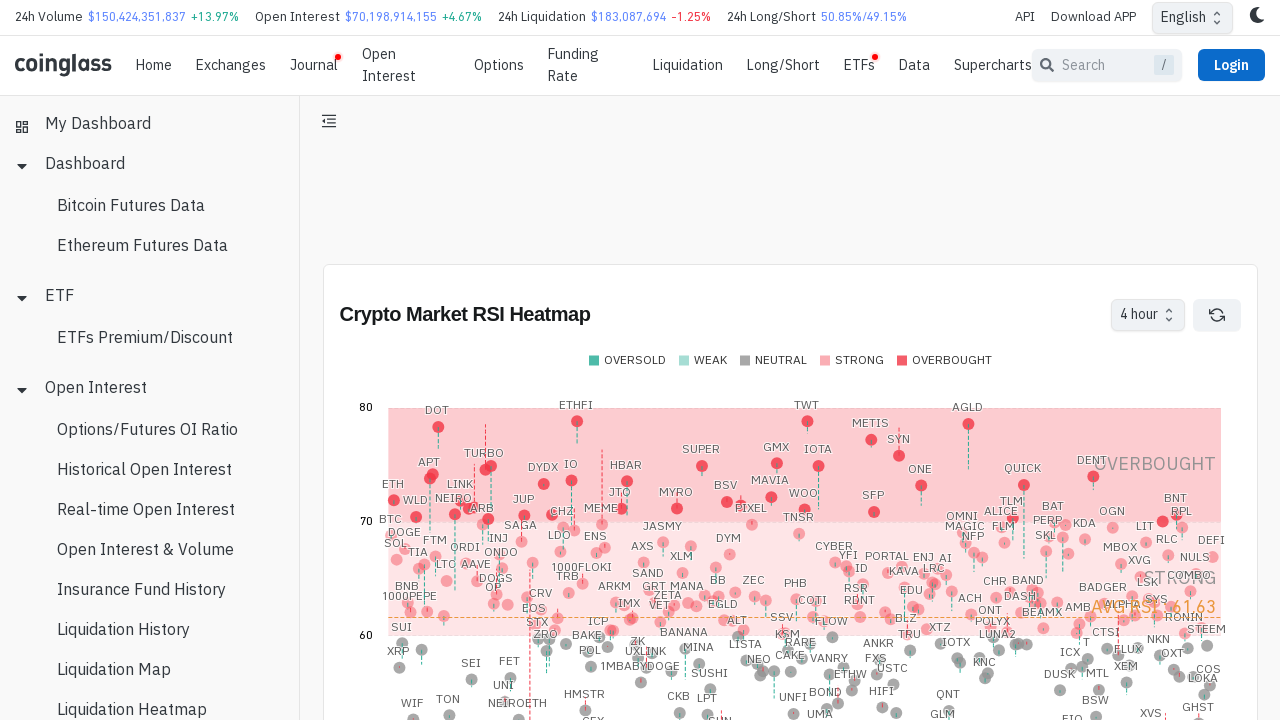 24h Volume $150,424,351,837 +13.97% Open Interest $70,198,914,155 +4.67% 24h Liquidation $183,087,694 -1.25% 24h Long/Short 50.85%/49.15% API Download APP English
coinglass Home Exchanges Journal Open Interest Options Funding Rate Liquidation Long/Short ETFs Data Supercharts Search / Login
My Dashboard
Dashboard
Bitcoin Futures Data
Ethereum Futures Data
ETF
ETFs Premium/Discount
Open Interest
Options/Futures OI Ratio
Historical Open Interest
Real-time Open Interest
Open Interest & Volume
Insurance Fund History
Liquidation History
Liquidation Map
Liquidation Heatmap
Crypto Market RSI Heatmap
4 hour
OVERSOLD WEAK NEUTRAL STRONG OVERBOUGHT
80
DOT ETHFI TWT AGLD
METIS
SYN
TURBO SUPER GMX IOTA
APT DYDX IO HBAR ONE QUICK DENT OVERBOUGHT
ETH LINK MAVIA
WLD NEIRO JUP JTO MYRO BSV WOO SFP TLM BNT
ARB CHZ MEME PIXEL ALICE BAT OGN RPL
70
BTC SAGA TNSR OMNI PERP KDA
DOGE INJ LDO ENS JASMY MAGIC FLM LIT
SOL FTM DYM NFP SKL RLC DEFI
TIA ORDI ONDO AXS XLM CYBER YFI PORTAL ENJ AI MBOX XVG NULS
LTC AAVE 1000FLOKI SAND ID KAVA LRC
BNB DOGS TRB ARKM GRT MANA BB ZEC PHB RSR EDU CHR BAND BADGER LSK COMBO STRONG
1000PEPE OP CRV IMX ZETA EGLD COTI RDNT ACH DASH ALPHA SYS
EOS VET ONT BEAMX AMB AVG RSI : 61.63
SUI STX ICP ALT SSV FLOW BLZ POLYX RONIN
60
ZRO BAKE ZK BANANA KSM TRU XTZ LUNA2 T CTSI STEEM
XRP POL UXLINK MINA LISTA RARE ANKR IOTX ICX FLUX NKN
SEI FET 1MBABYDOGE SUSHI NEO CAKE VANRY FXS KNC DUSK XEM OXT
UNI ETHW USTC MTL COS
WIF TON NEIROETH HMSTR CKB LPT UNFI BOND HIFI QNT BSW LOKA
UMA GLM XVS GHST